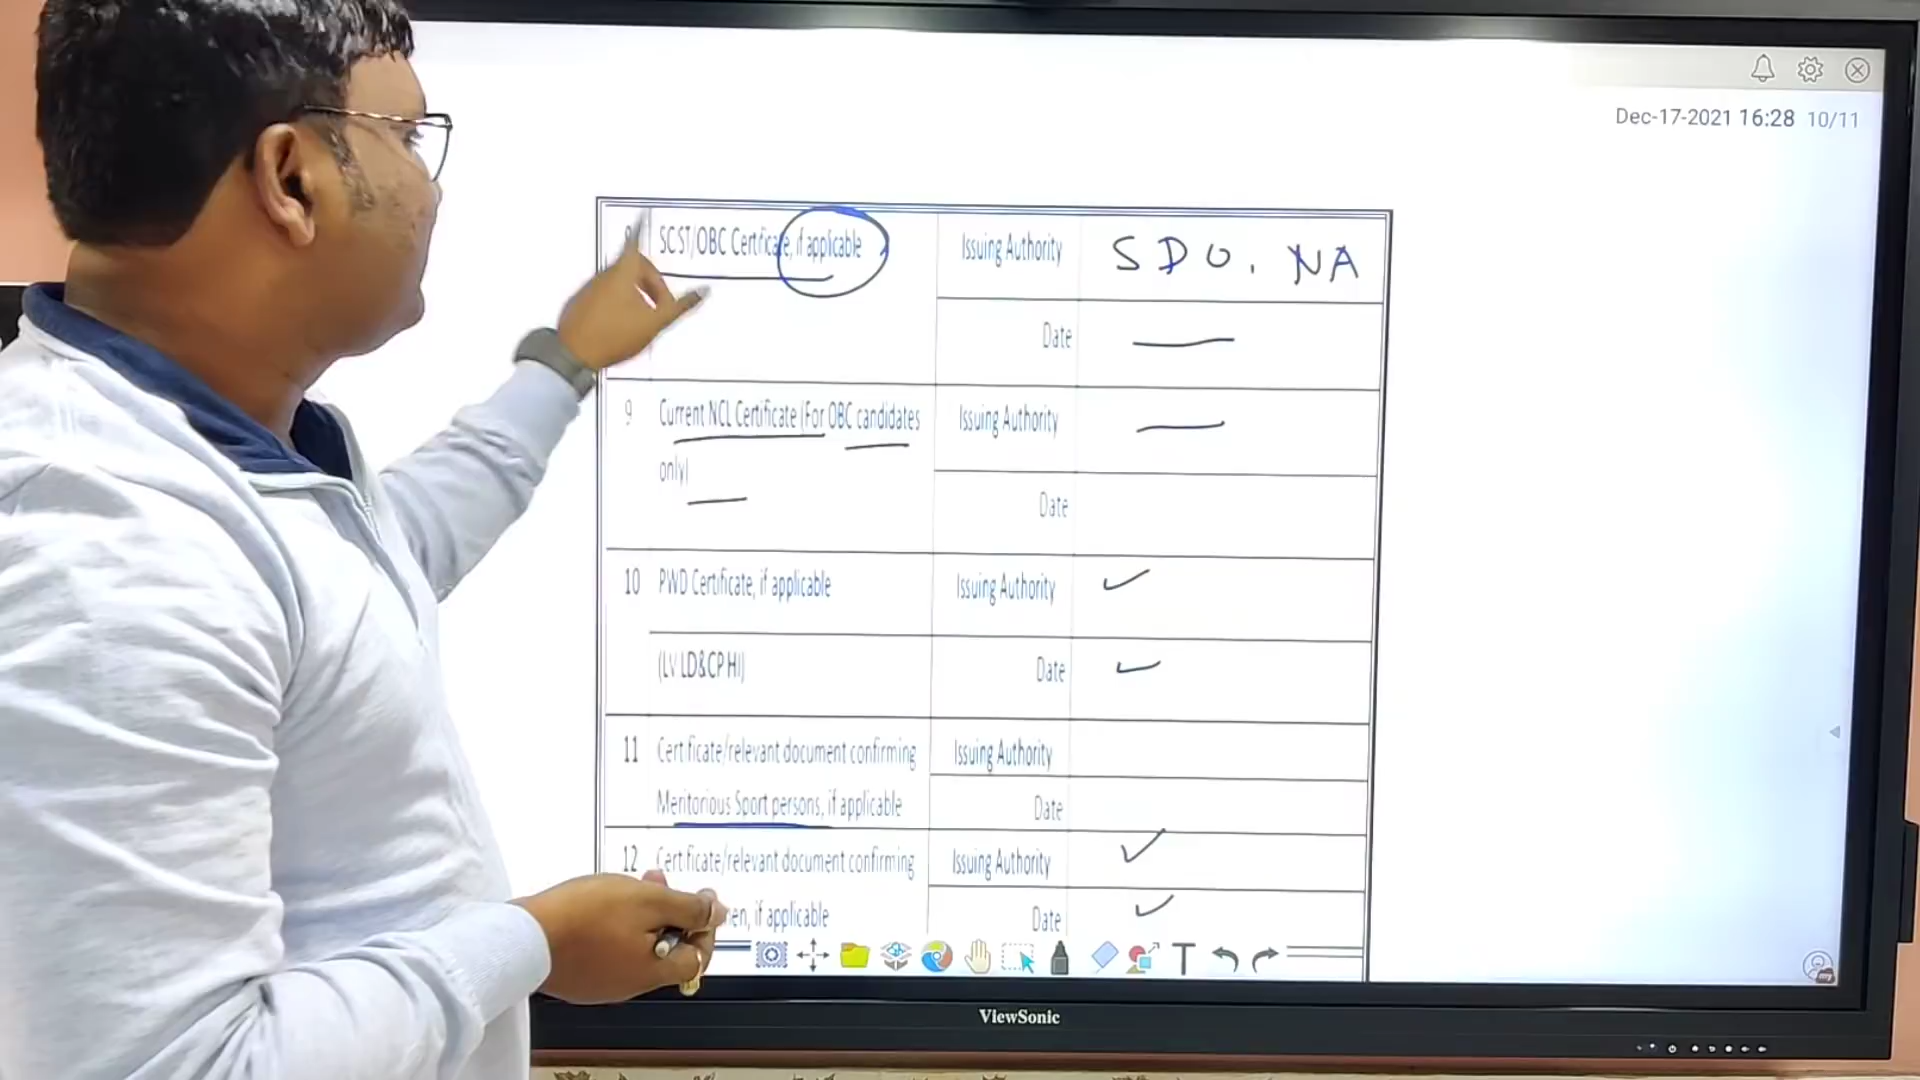 Dec-17-2021 16:28 10/11
SC ST/OBC Certificate, if applicable
Issuing Authority
SDO. NA
Date
9
Current NCL Certificate (For OBC candidates
only)
Issuing Authority
Date
10
PWD Certificate, if applicable
Issuing Authority
(LV LD&CP HI)
Date
11
Certificate/relevant document confirming
Meritorious Sport persons, if applicable
Issuing Authority
Date
12
Certificate/relevant document confirming
if applicable
Issuing Authority
Date
T
my
ViewSonic